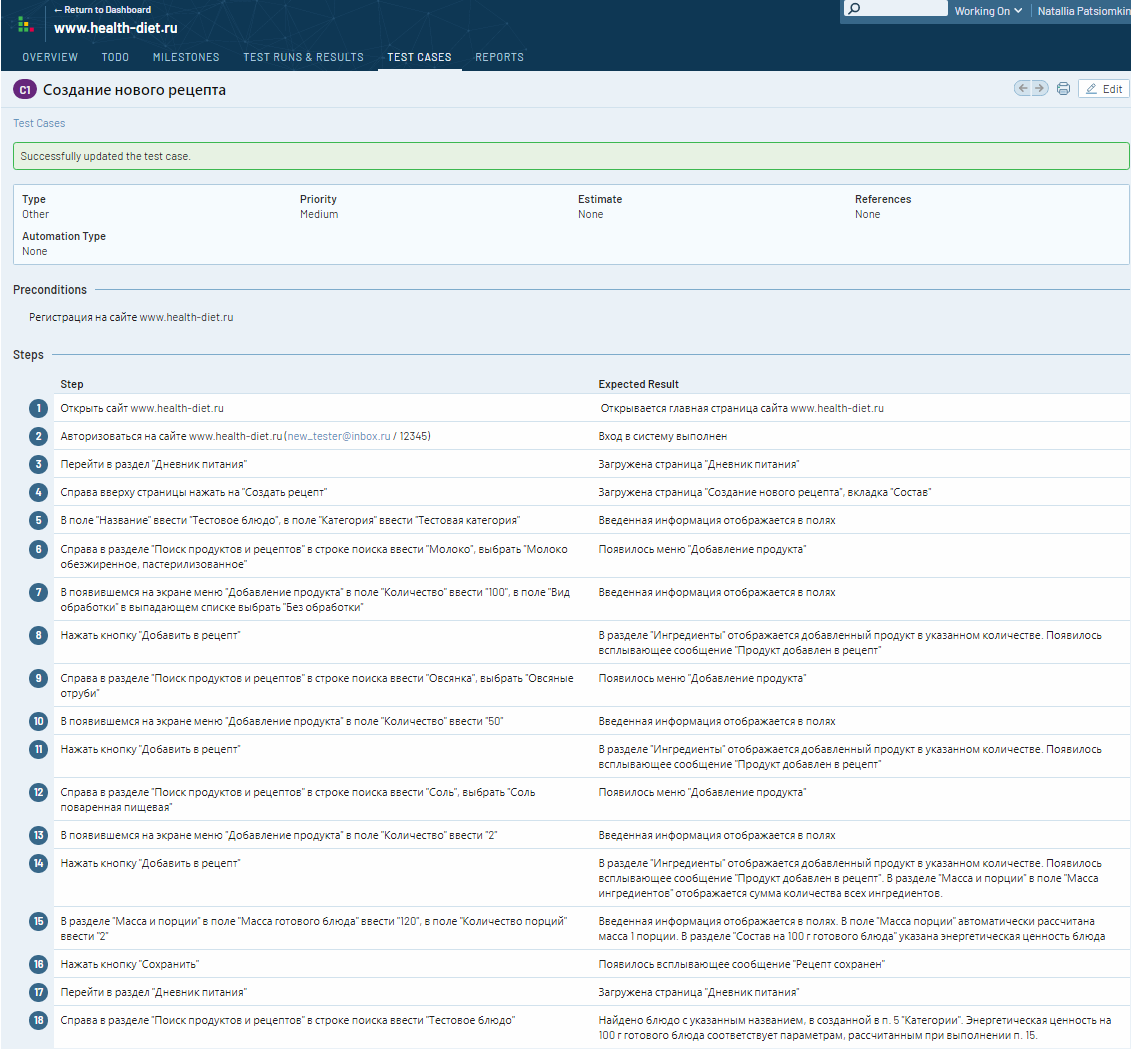 ← Return to Dashboard
www.health-diet.ru
Working On
Natallia Patsiomkin
OVERVIEW TODO MILESTONES TEST RUNS & RESULTS TEST CASES REPORTS
C1 Создание нового рецепта
Edit
Test Cases
Successfully updated the test case.
Type Priority Estimate References
Other Medium None None
Automation Type
None
Preconditions
Регистрация на сайте www.health-diet.ru
Steps
Step Expected Result
1 Открыть сайт www.health-diet.ru Открывается главная страница сайта www.health-diet.ru
2 Авторизоваться на сайте www.health-diet.ru (new_tester@inbox.ru / 12345) Вход в систему выполнен
3 Перейти в раздел "Дневник питания" Загружена страница "Дневник питания"
4 Справа вверху страницы нажать на "Создать рецепт" Загружена страница "Создание нового рецепта", вкладка "Состав"
5 В поле "Название" ввести "Тестовое блюдо", в поле "Категория" ввести "Тестовая категория" Введенная информация отображается в полях
6 Справа в разделе "Поиск продуктов и рецептов" в строке поиска ввести "Молоко", выбрать "Молоко Появилось меню "Добавление продукта"
обезжиренное, пастерилизованное"
7 В появившемся на экране меню "Добавление продукта" в поле "Количество" ввести "100", в поле "Вид Введенная информация отображается в полях
обработки" в выпадающем списке выбрать "Без обработки"
8 Нажать кнопку "Добавить в рецепт" В разделе "Ингредиенты" отображается добавленный продукт в указанном количестве. Появилось
всплывающее сообщение "Продукт добавлен в рецепт"
9 Справа в разделе "Поиск продуктов и рецептов" в строке поиска ввести "Овсянка", выбрать "Овсяные Появилось меню "Добавление продукта"
отруби"
10 В появившемся на экране меню "Добавление продукта" в поле "Количество" ввести "50" Введенная информация отображается в полях
11 Нажать кнопку "Добавить в рецепт" В разделе "Ингредиенты" отображается добавленный продукт в указанном количестве. Появилось
всплывающее сообщение "Продукт добавлен в рецепт"
12 Справа в разделе "Поиск продуктов и рецептов" в строке поиска ввести "Соль", выбрать "Соль Появилось меню "Добавление продукта"
поваренная пищевая"
13 В появившемся на экране меню "Добавление продукта" в поле "Количество" ввести "2" Введенная информация отображается в полях
14 Нажать кнопку "Добавить в рецепт" В разделе "Ингредиенты" отображается добавленный продукт в указанном количестве. Появилось
всплывающее сообщение "Продукт добавлен в рецепт". В разделе "Масса и порции" в поле "Масса
ингредиентов" отображается сумма количества всех ингредиентов.
15 В разделе "Масса и порции" в поле "Масса готового блюда" ввести "120", в поле "Количество порций" Введенная информация отображается в полях. В поле "Масса порции" автоматически рассчитана
ввести "2" масса 1 порции. В разделе "Состав на 100 г готового блюда" указана энергетическая ценность блюда
16 Нажать кнопку "Сохранить" Появилось всплывающее сообщение "Рецепт сохранен"
17 Перейти в раздел "Дневник питания" Загружена страница "Дневник питания"
18 Справа в разделе "Поиск продуктов и рецептов" в строке поиска ввести "Тестовое блюдо" Найдено блюдо с указанным названием, в созданной в п. 5 "Категории". Энергетическая ценность на
100 г готового блюда соответствует параметрам, рассчитанным при выполнении п. 15.